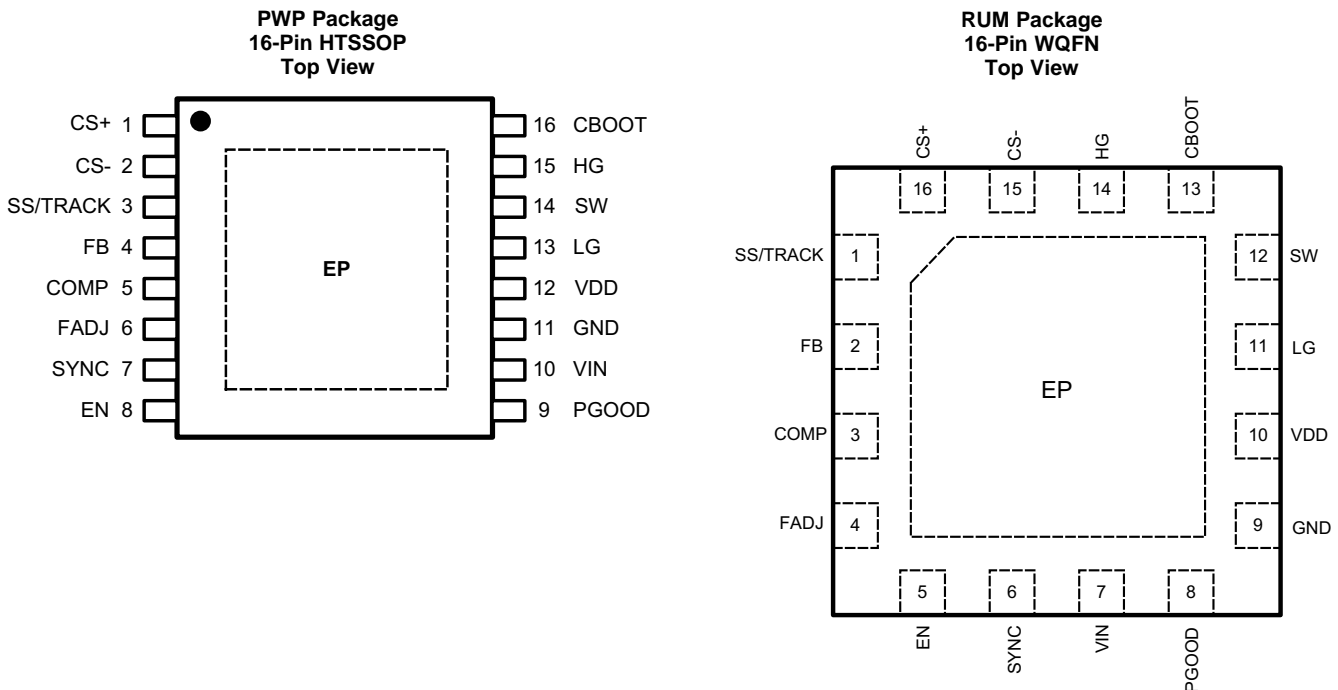 PWP Package
16-Pin HTSSOP
Top View
CS+ 1
CS- 2
SS/TRACK 3
FB 4
COMP 5
FADJ 6
SYNC 7
EN 8
EP
16 CBOOT
15 HG
14 SW
13 LG
12 VDD
11 GND
10 VIN
9 PGOOD
RUM Package
16-Pin WQFN
Top View
CS+
CS-
HG
CBOOT
16
15
14
13
SS/TRACK 1
FB 2
COMP 3
FADJ 4
EP
12 SW
11 LG
10 VDD
9 GND
5
6
7
8
EN
SYNC
VIN
PGOOD